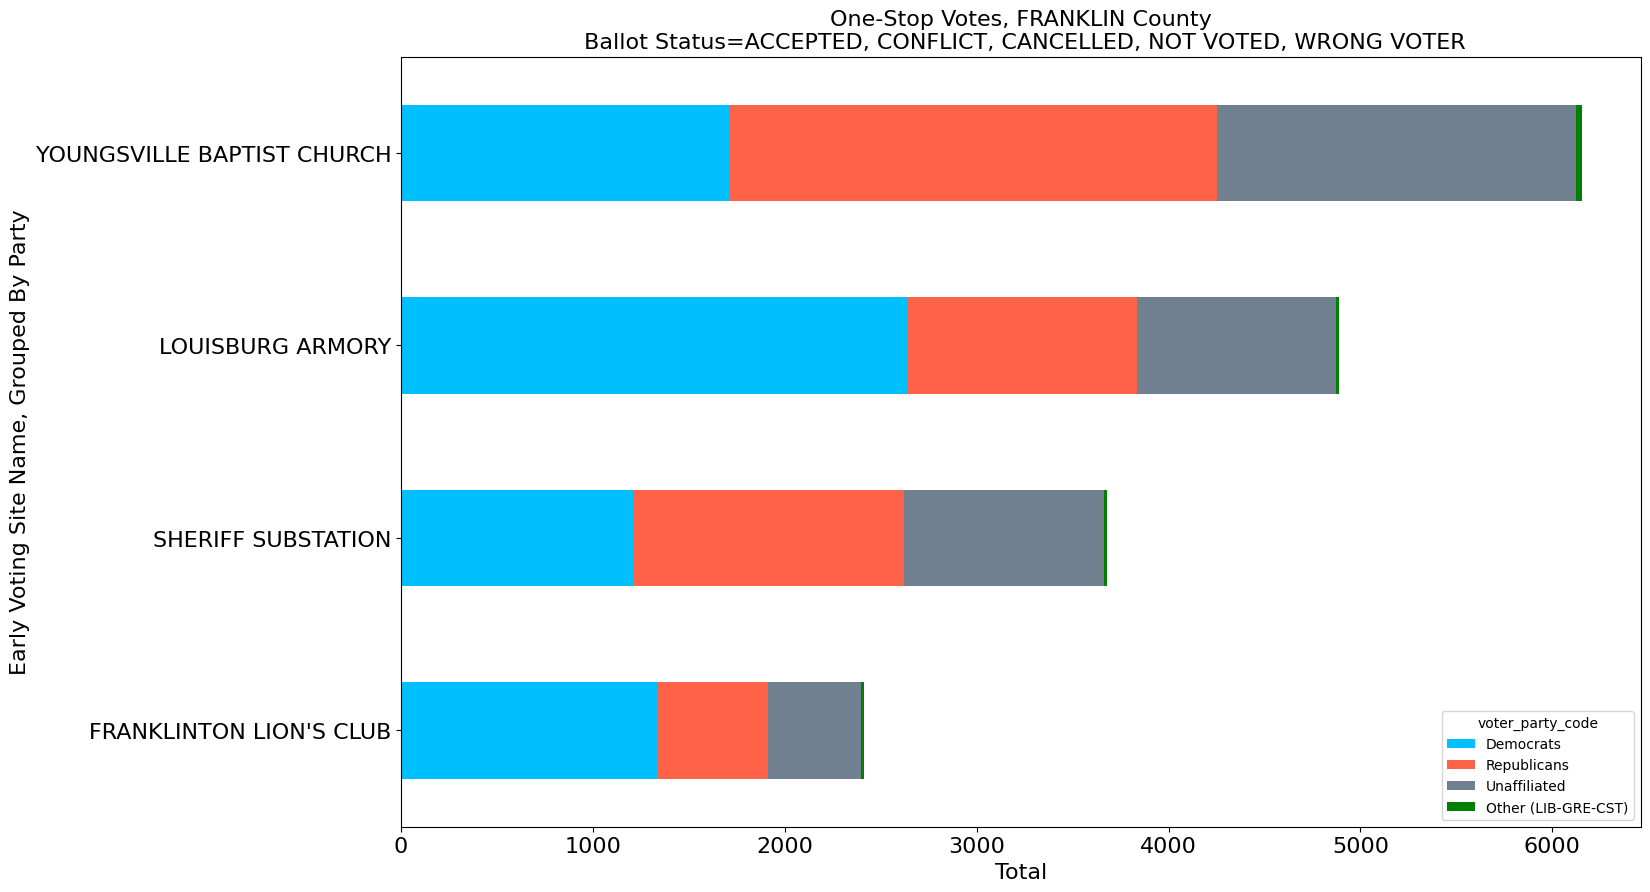 One-Stop Votes, FRANKLIN County
Ballot Status=ACCEPTED, CONFLICT, CANCELLED, NOT VOTED, WRONG VOTER
Early Voting Site Name, Grouped By Party
YOUNGSVILLE BAPTIST CHURCH
LOUISBURG ARMORY
SHERIFF SUBSTATION
FRANKLINTON LION'S CLUB
voter_party_code
Democrats
Republicans
Unaffiliated
Other (LIB-GRE-CST)
0 1000 2000 3000 4000 5000 6000
Total